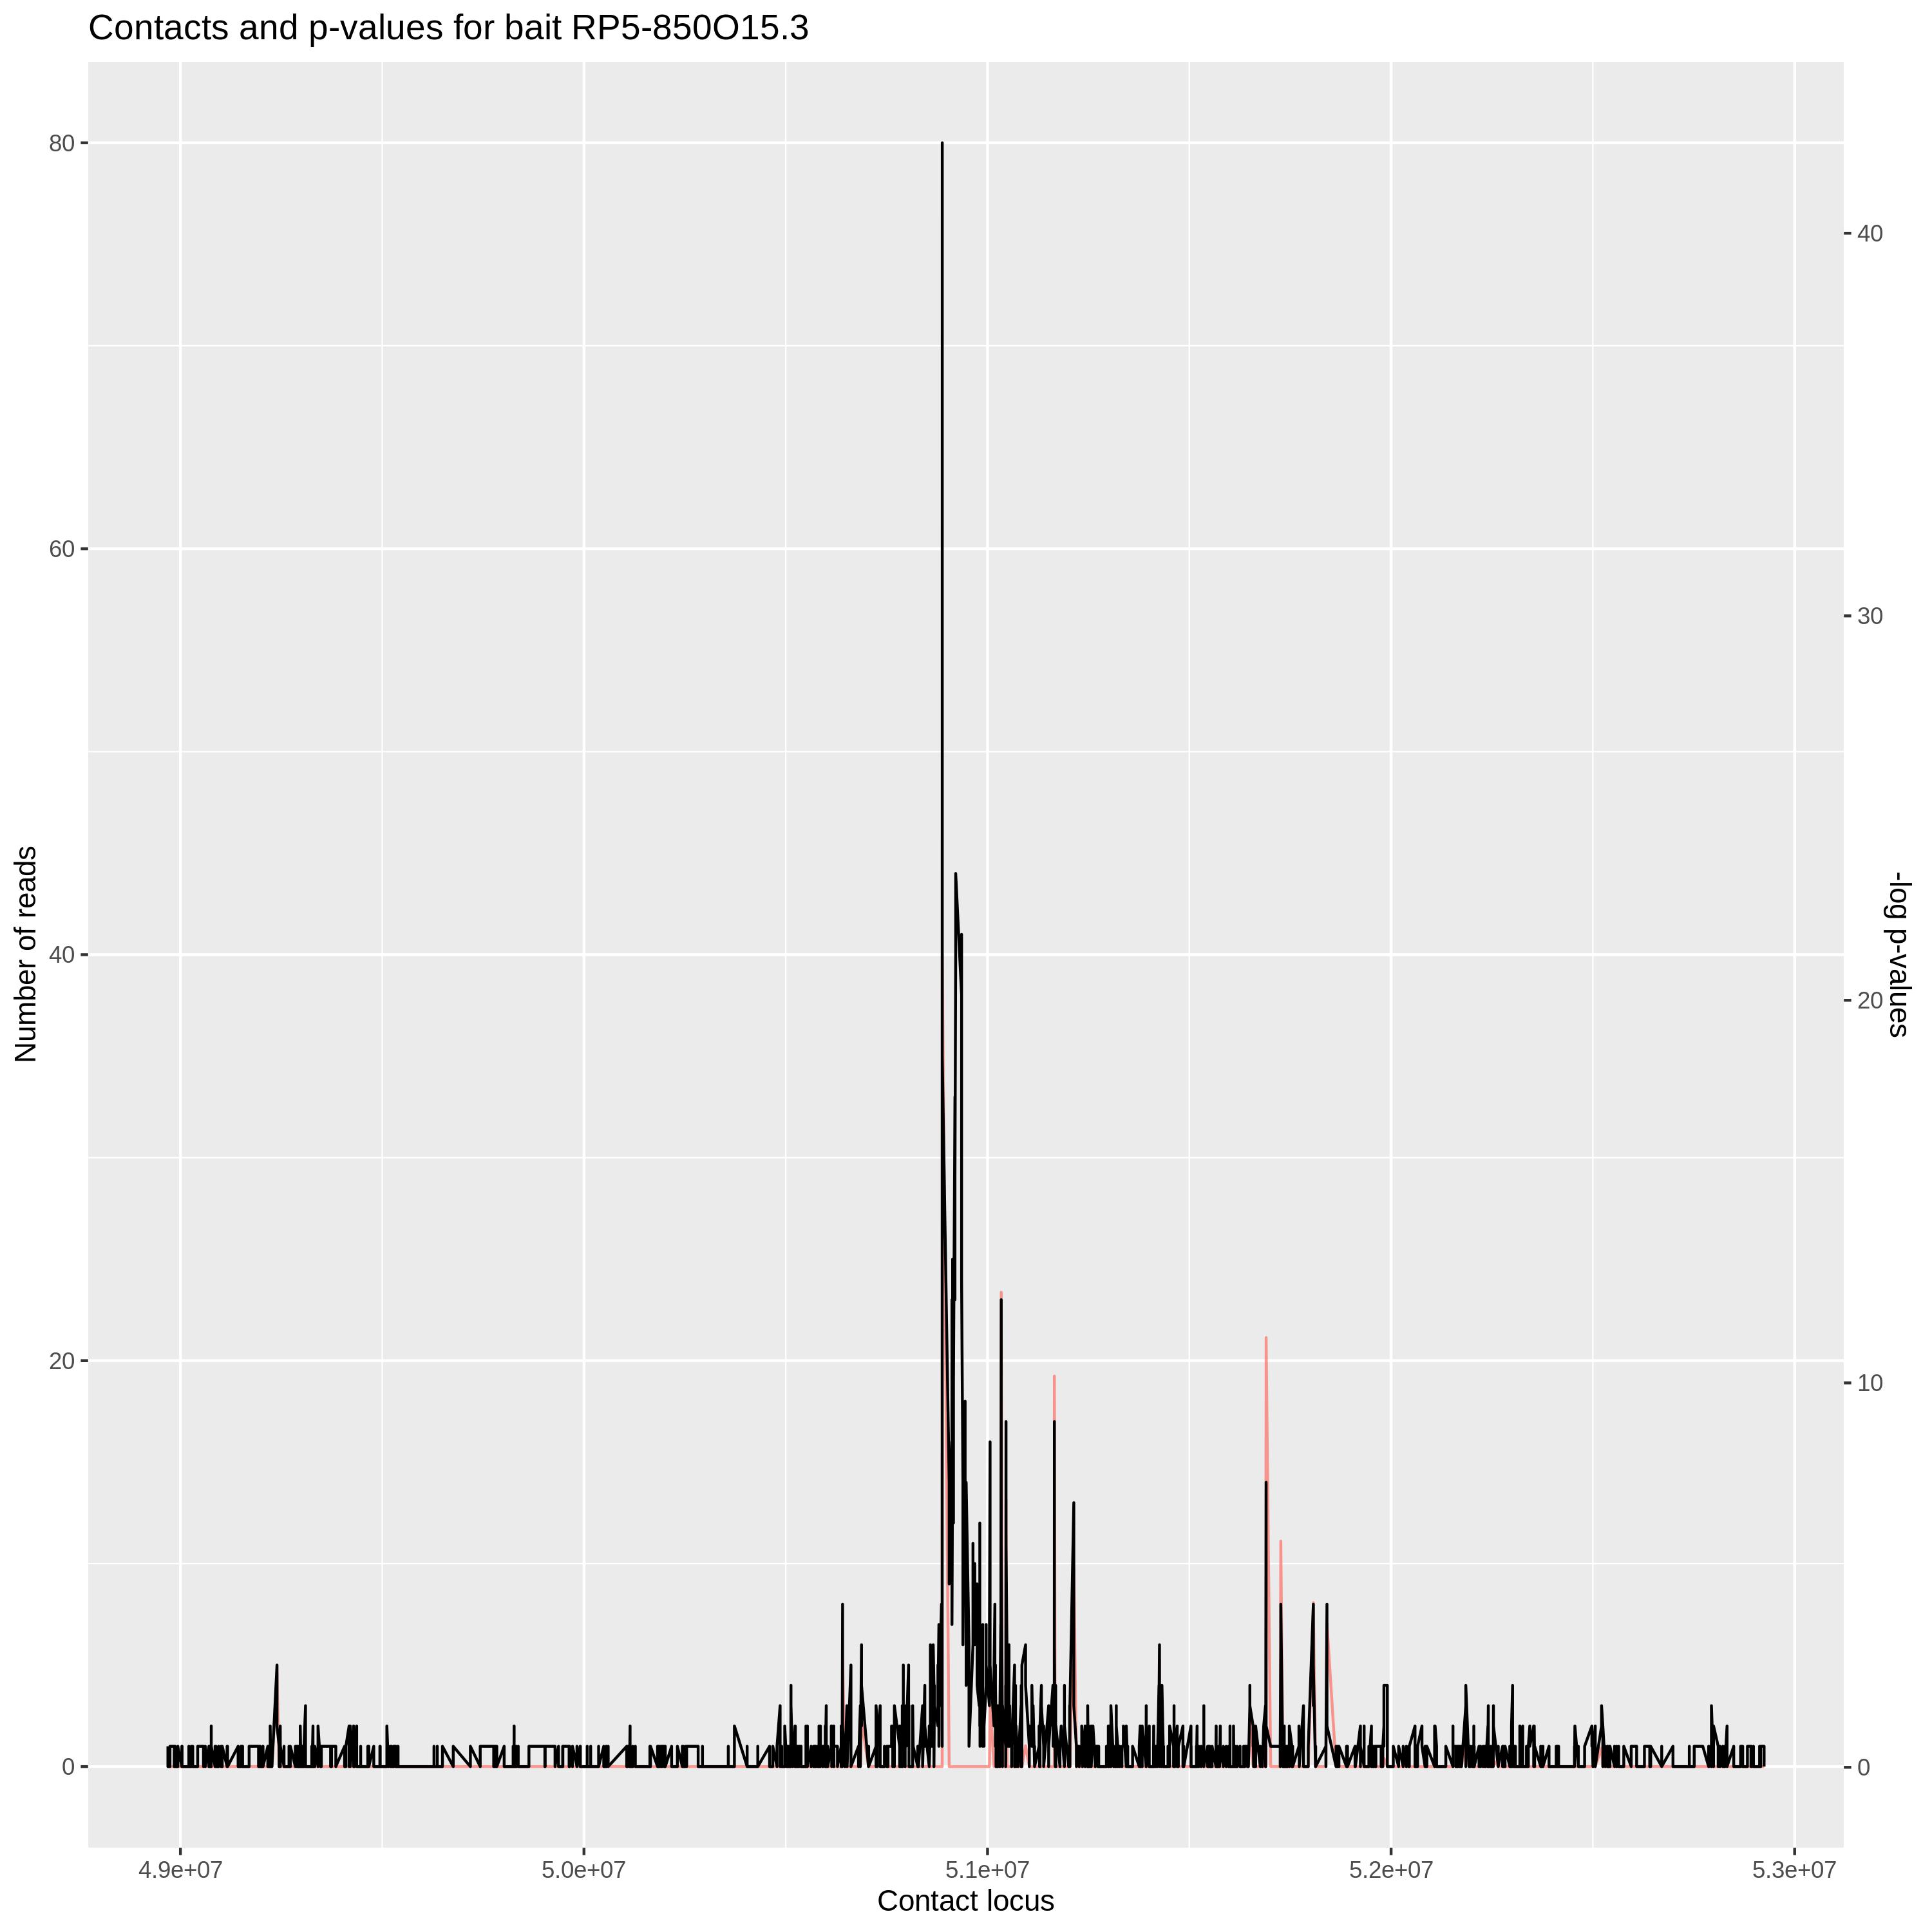 Contacts and p-values for bait RP5-850O15.3
80
60
40
20
0
Number of reads
40
30
20
10
0
-log p-values
4.9e+07
5.0e+07
5.1e+07
5.2e+07
5.3e+07
Contact locus